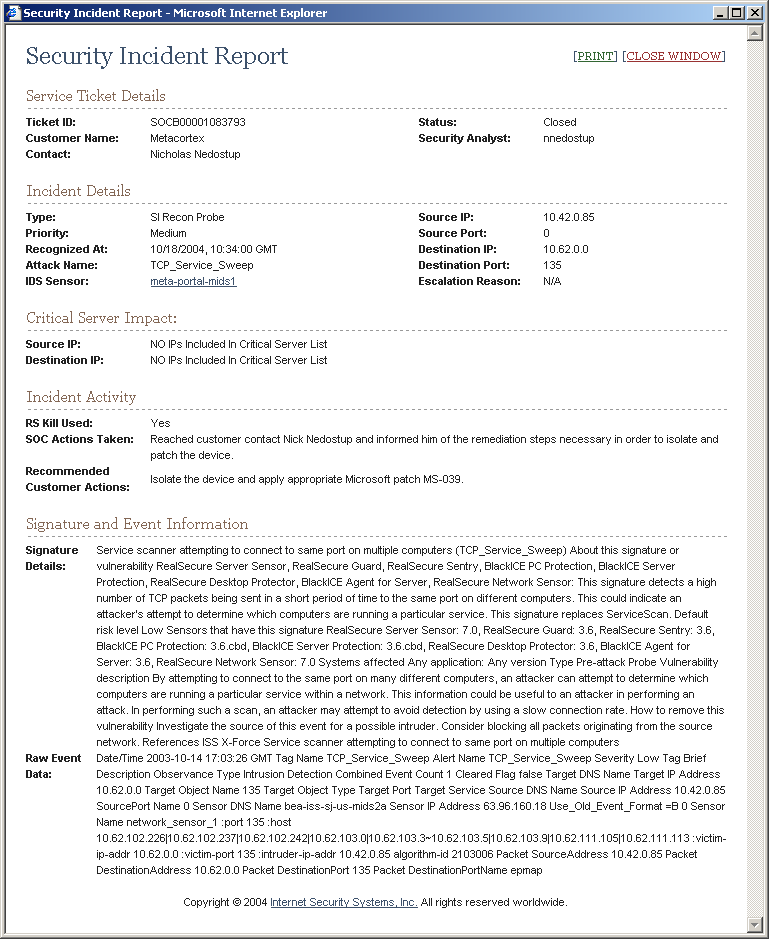 Security Incident Report - Microsoft Internet Explorer
Security Incident Report
[PRINT] [CLOSE WINDOW]
Service Ticket Details
Ticket ID: SOCB00001083793 Status: Closed
Customer Name: Metacortex Security Analyst: nnedostup
Contact: Nicholas Nedostup
Incident Details
Type: SI Recon Probe Source IP: 10.42.0.85
Priority: Medium Source Port: 0
Recognized At: 10/18/2004, 10:34:00 GMT Destination IP: 10.62.0.0
Attack Name: TCP_Service_Sweep Destination Port: 135
IDS Sensor: meta-portal-mids1 Escalation Reason: N/A
Critical Server Impact:
Source IP: NO IPs Included In Critical Server List
Destination IP: NO IPs Included In Critical Server List
Incident Activity
RS Kill Used: Yes
SOC Actions Taken: Reached customer contact Nick Nedostup and informed him of the remediation steps necessary in order to isolate and
patch the device.
Recommended
Customer Actions: Isolate the device and apply appropriate Microsoft patch MS-039.
Signature and Event Information
Signature Details: Service scanner attempting to connect to same port on multiple computers (TCP_Service_Sweep) About this signature or
vulnerability RealSecure Server Sensor, RealSecure Guard, RealSecure Sentry, BlackICE PC Protection, BlackICE Server
Protection, RealSecure Desktop Protector, BlackICE Agent for Server, RealSecure Network Sensor: This signature detects a high
number of TCP packets being sent in a short period of time to the same port on different computers. This could indicate an
attacker's attempt to determine which computers are running a particular service. This signature replaces ServiceScan. Default
risk level Low Sensors that have this signature RealSecure Server Sensor: 7.0, RealSecure Guard: 3.6, RealSecure Sentry: 3.6,
BlackICE PC Protection: 3.6.cbd, BlackICE Server Protection: 3.6.cbd, RealSecure Desktop Protector: 3.6, BlackICE Agent for
Server: 3.6, RealSecure Network Sensor: 7.0 Systems affected Any application: Any version Type Pre-attack Probe Vulnerability
description By attempting to connect to the same port on many different computers, an attacker can attempt to determine which
computers are running a particular service within a network. This information could be useful to an attacker in performing an
attack. In performing such a scan, an attacker may attempt to avoid detection by using a slow connection rate. How to remove this
vulnerability Investigate the source of this event for a possible intruder. Consider blocking all packets originating from the source
network. References ISS X-Force Service scanner attempting to connect to same port on multiple computers
Raw Event Data: Date/Time 2003-10-14 17:03:26 GMT Tag Name TCP_Service_Sweep Alert Name TCP_Service_Sweep Severity Low Tag Brief
Description Observance Type Intrusion Detection Combined Event Count 1 Cleared Flag false Target DNS Name Target IP Address
10.62.0.0 Target Object Name 135 Target Object Type Target Port Target Service Source DNS Name Source IP Address 10.42.0.85
SourcePort Name 0 Sensor DNS Name bea-iss-sj-us-mids2a Sensor IP Address 63.96.160.18 Use_Old_Event_Format =B 0 Sensor
Name network_sensor_1 :port 135 :host
10.62.102.226|10.62.102.237|10.62.102.242|10.62.103.0|10.62.103.3~10.62.103.5|10.62.103.9|10.62.111.105|10.62.111.113 :victim-
ip-addr 10.62.0.0 :victim-port 135 :intruder-ip-addr 10.42.0.85 algorithm-id 2103006 Packet SourceAddress 10.42.0.85 Packet
DestinationAddress 10.62.0.0 Packet DestinationPort 135 Packet DestinationPortName epmap
Copyright © 2004 Internet Security Systems, Inc. All rights reserved worldwide.